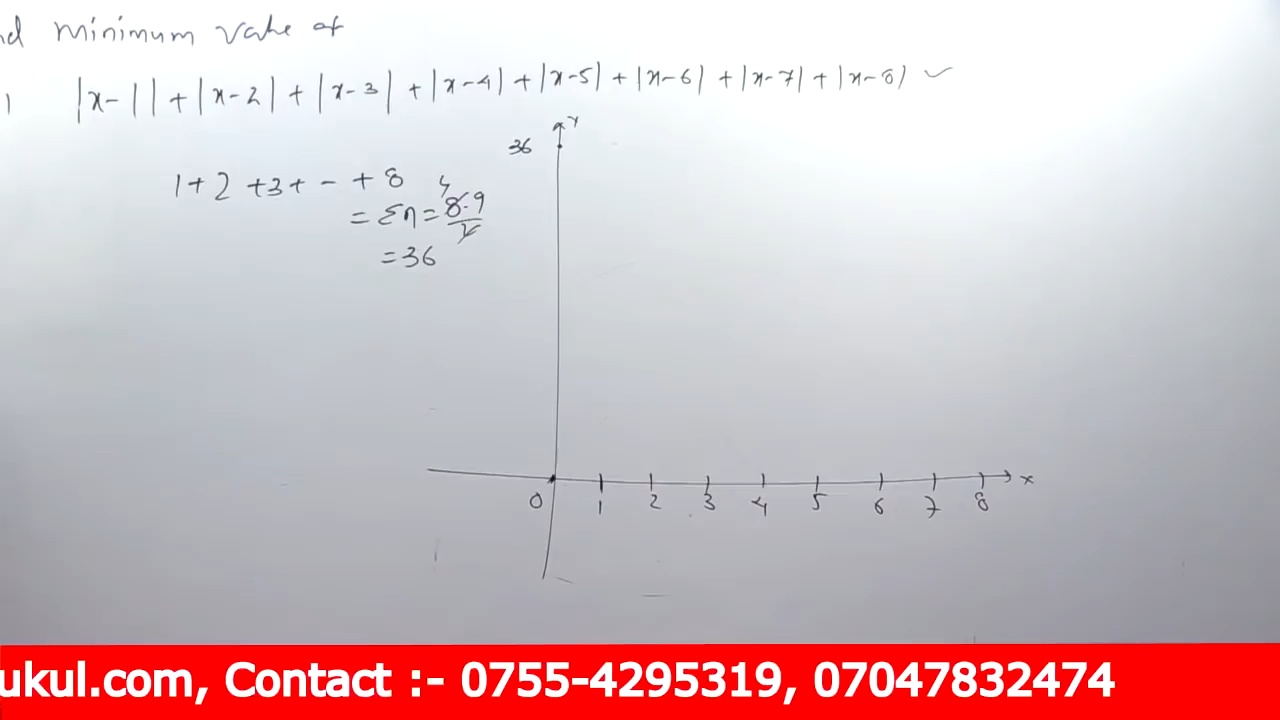 nd minimum value of
) |x-1| + |x-2| + |x-3| + |x-4| + |x-5| + |x-6| + |x-7| + |x-8| ✓
36
Y
1+2+3+ - +8
= Σn = 8·9/2
4
= 36
x
0 1 2 3 4 5 6 7 8
ukul.com, Contact :- 0755-4295319, 07047832474